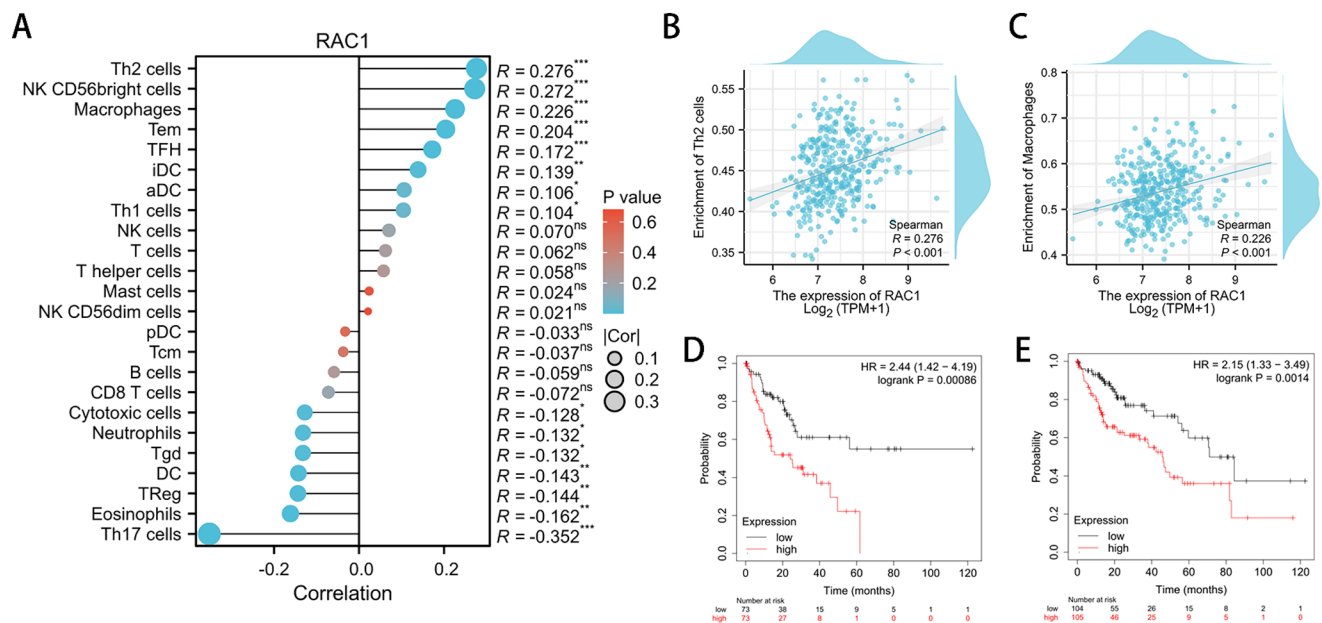 A
RAC1
Th2 cells R = 0.276***
NK CD56bright cells R = 0.272***
Macrophages R = 0.226***
Tem R = 0.204***
TFH R = 0.172***
iDC R = 0.139**
aDC R = 0.106*
Th1 cells R = 0.104*
NK cells R = 0.070ns
T cells R = 0.062ns
T helper cells R = 0.058ns
Mast cells R = 0.024ns
NK CD56dim cells R = 0.021ns
pDC R = -0.033ns
Tcm R = -0.037ns
B cells R = -0.059ns
CD8 T cells R = -0.072ns
Cytotoxic cells R = -0.128*
Neutrophils R = -0.132*
Tgd R = -0.132*
DC R = -0.143**
TReg R = -0.144**
Eosinophils R = -0.162**
Th17 cells R = -0.352***
-0.2 0.0 0.2
Correlation
P value
0.6
0.4
0.2
|Cor|
0.1
0.2
0.3
B
Enrichment of Th2 cells
0.55
0.50
0.45
0.40
0.35
Spearman
R = 0.276
P < 0.001
6 7 8 9
The expression of RAC1
Log2 (TPM+1)
C
Enrichment of Macrophages
0.8
0.7
0.6
0.5
0.4
Spearman
R = 0.226
P < 0.001
6 7 8 9
The expression of RAC1
Log2 (TPM+1)
D
HR = 2.44 (1.42 − 4.19)
logrank P = 0.00086
Probability
1.0
0.8
0.6
0.4
0.2
0.0
Expression
low
high
0 20 40 60 80 100 120
Time (months)
Number at risk
low 73 38 15 9 5 1 1
high 73 27 8 1 0 0 0
E
HR = 2.15 (1.33 − 3.49)
logrank P = 0.0014
Probability
1.0
0.8
0.6
0.4
0.2
0.0
Expression
low
high
0 20 40 60 80 100 120
Time (months)
Number at risk
low 104 55 26 15 8 2 1
high 105 46 25 9 5 1 0